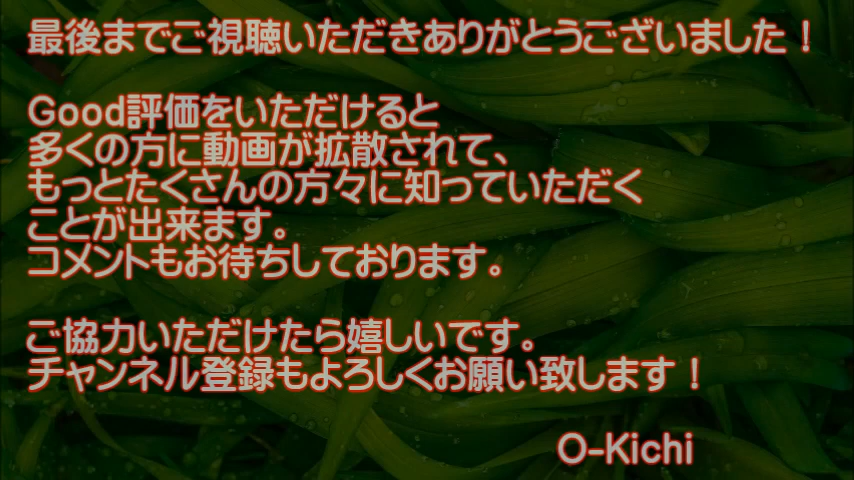 最後までご視聴いただきありがとうございました！
Good評価をいただけると
多くの方に動画が拡散されて、
もっとたくさんの方々に知っていただく
ことが出来ます。
コメントもお待ちしております。
ご協力いただけたら嬉しいです。
チャンネル登録もよろしくお願い致します！
O-Kichi